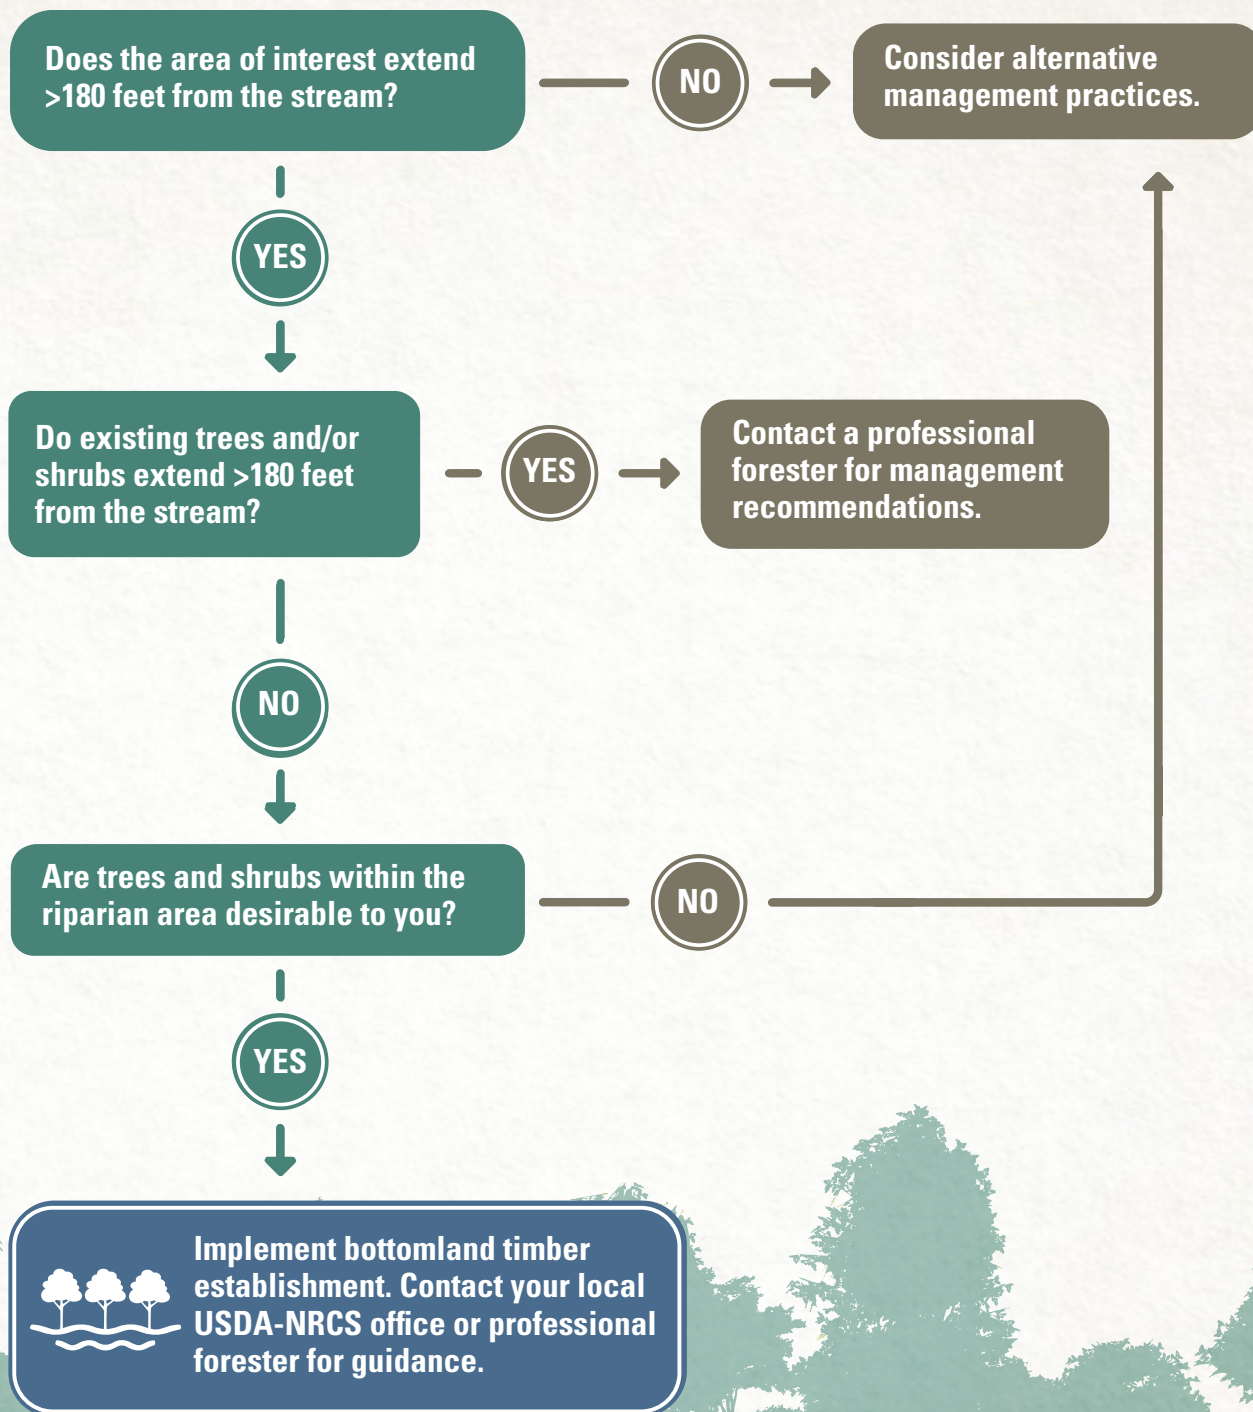 Does the area of interest extend
>180 feet from the stream?
NO
Consider alternative
management practices.
YES
Do existing trees and/or
shrubs extend >180 feet
from the stream?
YES
Contact a professional
forester for management
recommendations.
NO
Are trees and shrubs within the
riparian area desirable to you?
NO
YES
Implement bottomland timber
establishment. Contact your local
USDA-NRCS office or professional
forester for guidance.